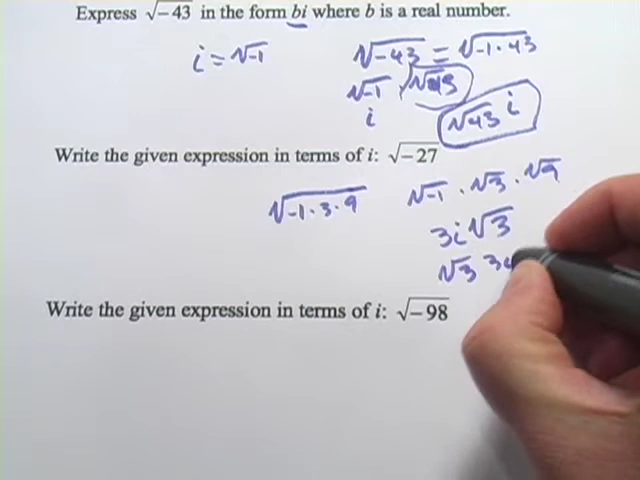 Express √-43 in the form bi where b is a real number.
i = √-1 √-43 = √-1·43
√-1 · √43
i √43 i
Write the given expression in terms of i: √-27
√-1·3·9 √-1 · √3 · √9
3i√3
√3 3i
Write the given expression in terms of i: √-98